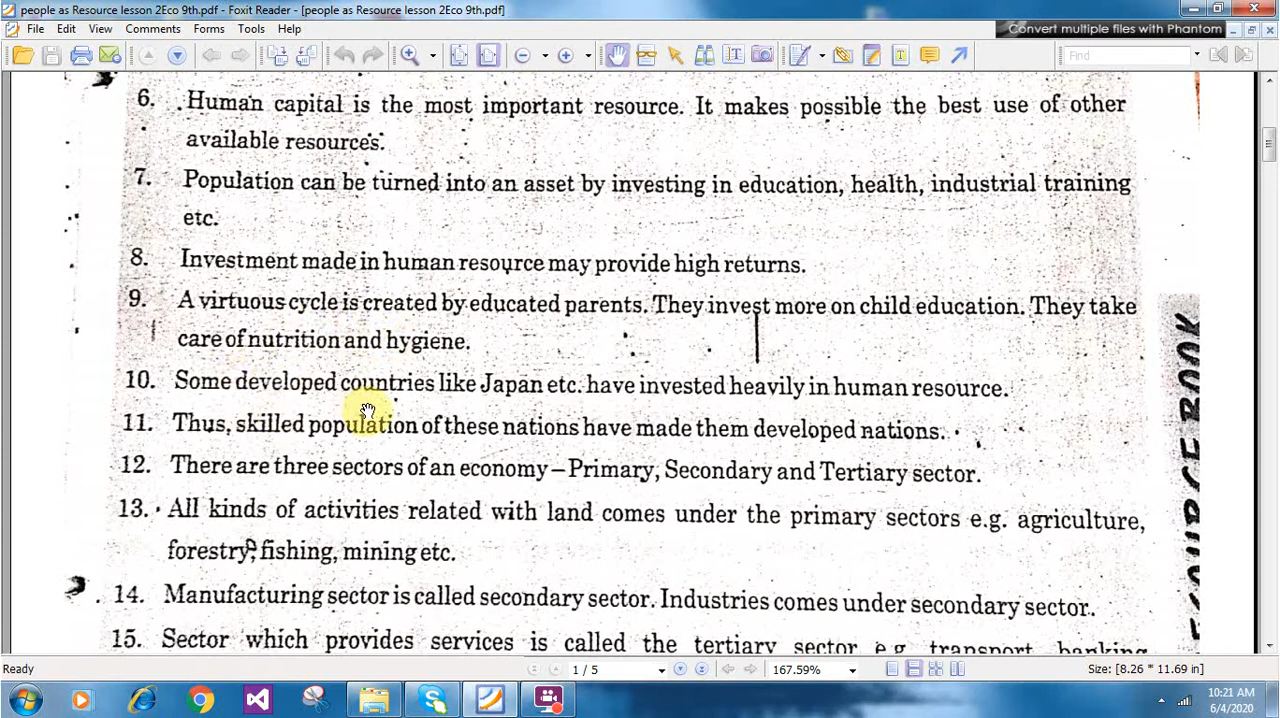 people as Resource lesson 2Eco 9th.pdf - Foxit Reader - [people as Resource lesson 2Eco 9th.pdf]
File Edit View Comments Forms Tools Help
Convert multiple files with Phantom
Find
6. Human capital is the most important resource. It makes possible the best use of other
available resources.
7. Population can be turned into an asset by investing in education, health, industrial training
etc.
8. Investment made in human resource may provide high returns.
9. A virtuous cycle is created by educated parents. They invest more on child education. They take
care of nutrition and hygiene.
10. Some developed countries like Japan etc. have invested heavily in human resource.
11. Thus, skilled population of these nations have made them developed nations.
12. There are three sectors of an economy – Primary, Secondary and Tertiary sector.
13. All kinds of activities related with land comes under the primary sectors e.g. agriculture,
forestry, fishing, mining etc.
14. Manufacturing sector is called secondary sector. Industries comes under secondary sector.
15. Sector which provides services is called the tertiary sector e.g. transport, banking
BOOK
Ready
1 / 5
167.59%
Size: [8.26 * 11.69 in]
10:21 AM
6/4/2020